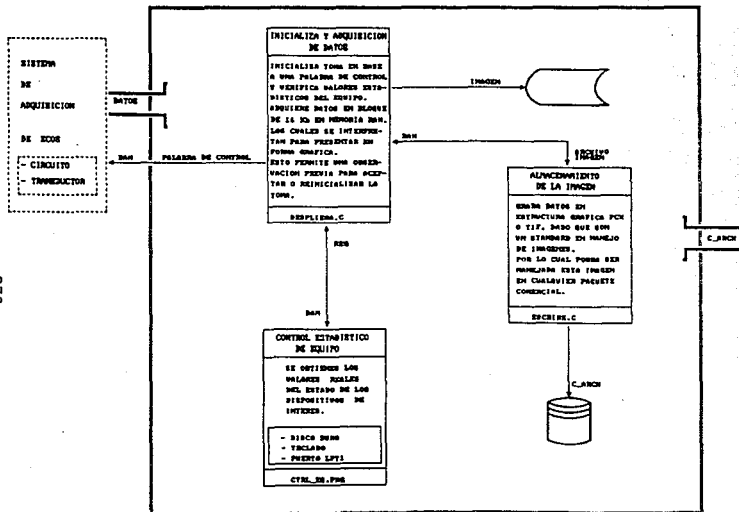 SISTEMA
DE
ADQUISICION
DE ECOS
- CIRCUITO
- TRANSDUCTOR
DATOS
DAM PALABRA DE CONTROL
INICIALIZA Y ADQUISICION
DE DATOS
INICIALIZA TOMA EN BASE
A UNA PALABRA DE CONTROL
Y VERIFICA VALORES ESTA-
DISTICOS DEL EQUIPO.
ADQUIERE DATOS EN BLOQUE
DE 16 Kb EN MEMORIA RAM.
LOS CUALES SE INTERPRE-
TAN PARA PRESENTAR EN
FORMA GRAFICA.
ESTO PERMITE UNA OBSER-
VACION PREVIA PARA ACEP-
TAR O REINICIALIZAR LA
TOMA.
DESPLIEGA.C
IMAGEN
DAM
ARCHIVO
IMAGEN
ALMACENAMIENTO
DE LA IMAGEN
GRABA DATOS EN
ESTRUCTURA GRAFICA PCX
O TIF, DADO QUE SON
UN STANDARD EN MANEJO
DE IMAGENES.
POR LO CUAL PODRA SER
MANEJADA ESTA IMAGEN
EN CUALQUIER PAQUETE
COMERCIAL.
ESCRIBE.C
C_ARCH
C_ARCH
REG
DAM
CONTROL ESTADISTICO
DE EQUIPO
SE OBTIENEN LOS
VALORES REALES
DEL ESTADO DE LOS
DISPOSITIVOS DE
INTERES.
- DISCO DURO
- TECLADO
- PUERTO LPT1
CTRL_ES.PRG